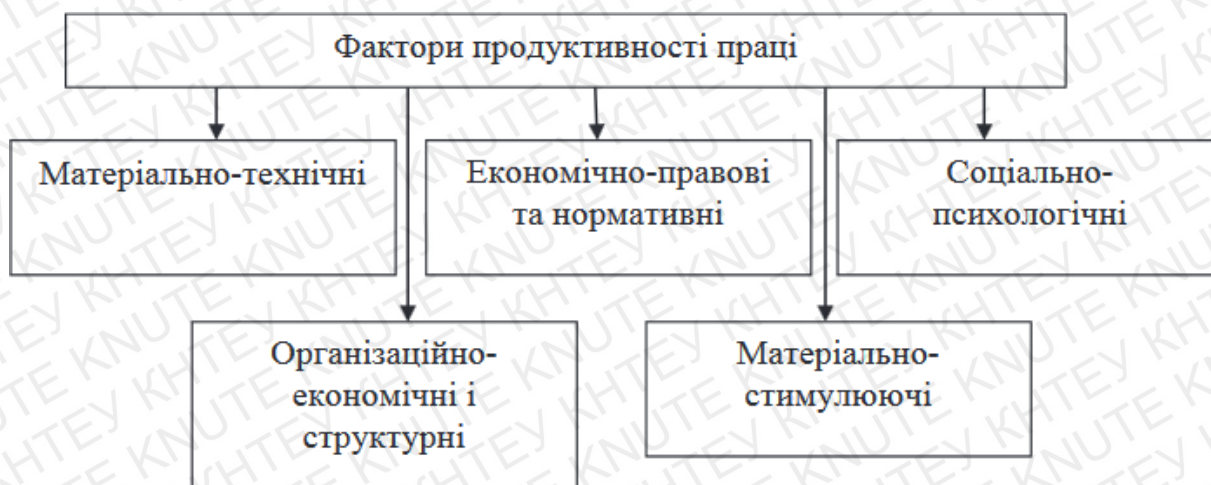 Фактори продуктивності праці
Матеріально-технічні
Економічно-правові
та нормативні
Соціально-
психологічні
Організаційно-
економічні і
структурні
Матеріально-
стимулюючі